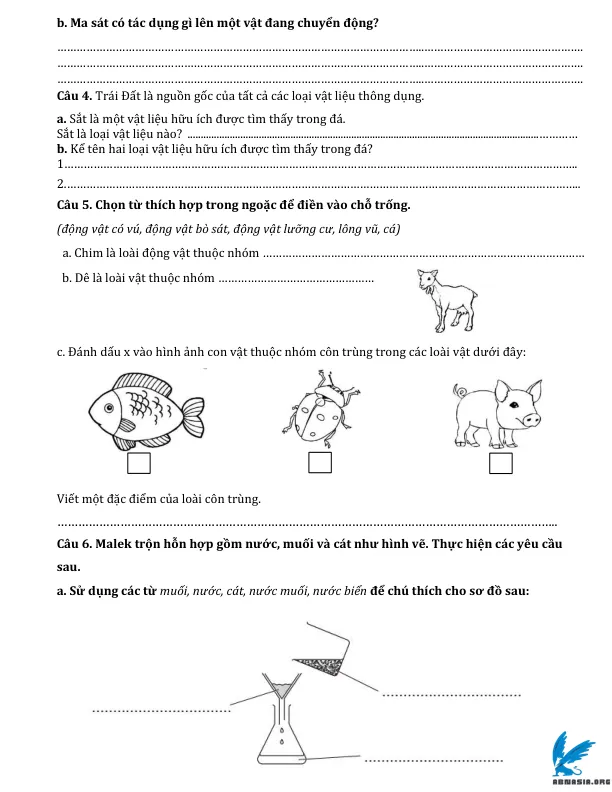 b. Ma sát có tác dụng gì lên một vật đang chuyển động?
Câu 4. Trái Đất là nguồn gốc của tất cả các loại vật liệu thông dụng.
a. Sắt là một vật liệu hữu ích được tìm thấy trong đá.
Sắt là loại vật liệu nào? ........................................................................................................................
b. Kể tên hai loại vật liệu hữu ích được tìm thấy trong đá?
1........................................................................................................................
2........................................................................................................................
Câu 5. Chọn từ thích hợp trong ngoặc để điền vào chỗ trống.
(động vật có vú, động vật bò sát, động vật lưỡng cư, lông vũ, cá)
a. Chim là loài động vật thuộc nhóm ..........................................................................................
b. Dê là loài vật thuộc nhóm ............................................
c. Đánh dấu x vào hình ảnh con vật thuộc nhóm côn trùng trong các loài vật dưới đây:
Viết một đặc điểm của loài côn trùng.
Câu 6. Malek trộn hỗn hợp gồm nước, muối và cát như hình vẽ. Thực hiện các yêu cầu
sau.
a. Sử dụng các từ muối, nước, cát, nước muối, nước biển để chú thích cho sơ đồ sau:
ABNASIA.ORG